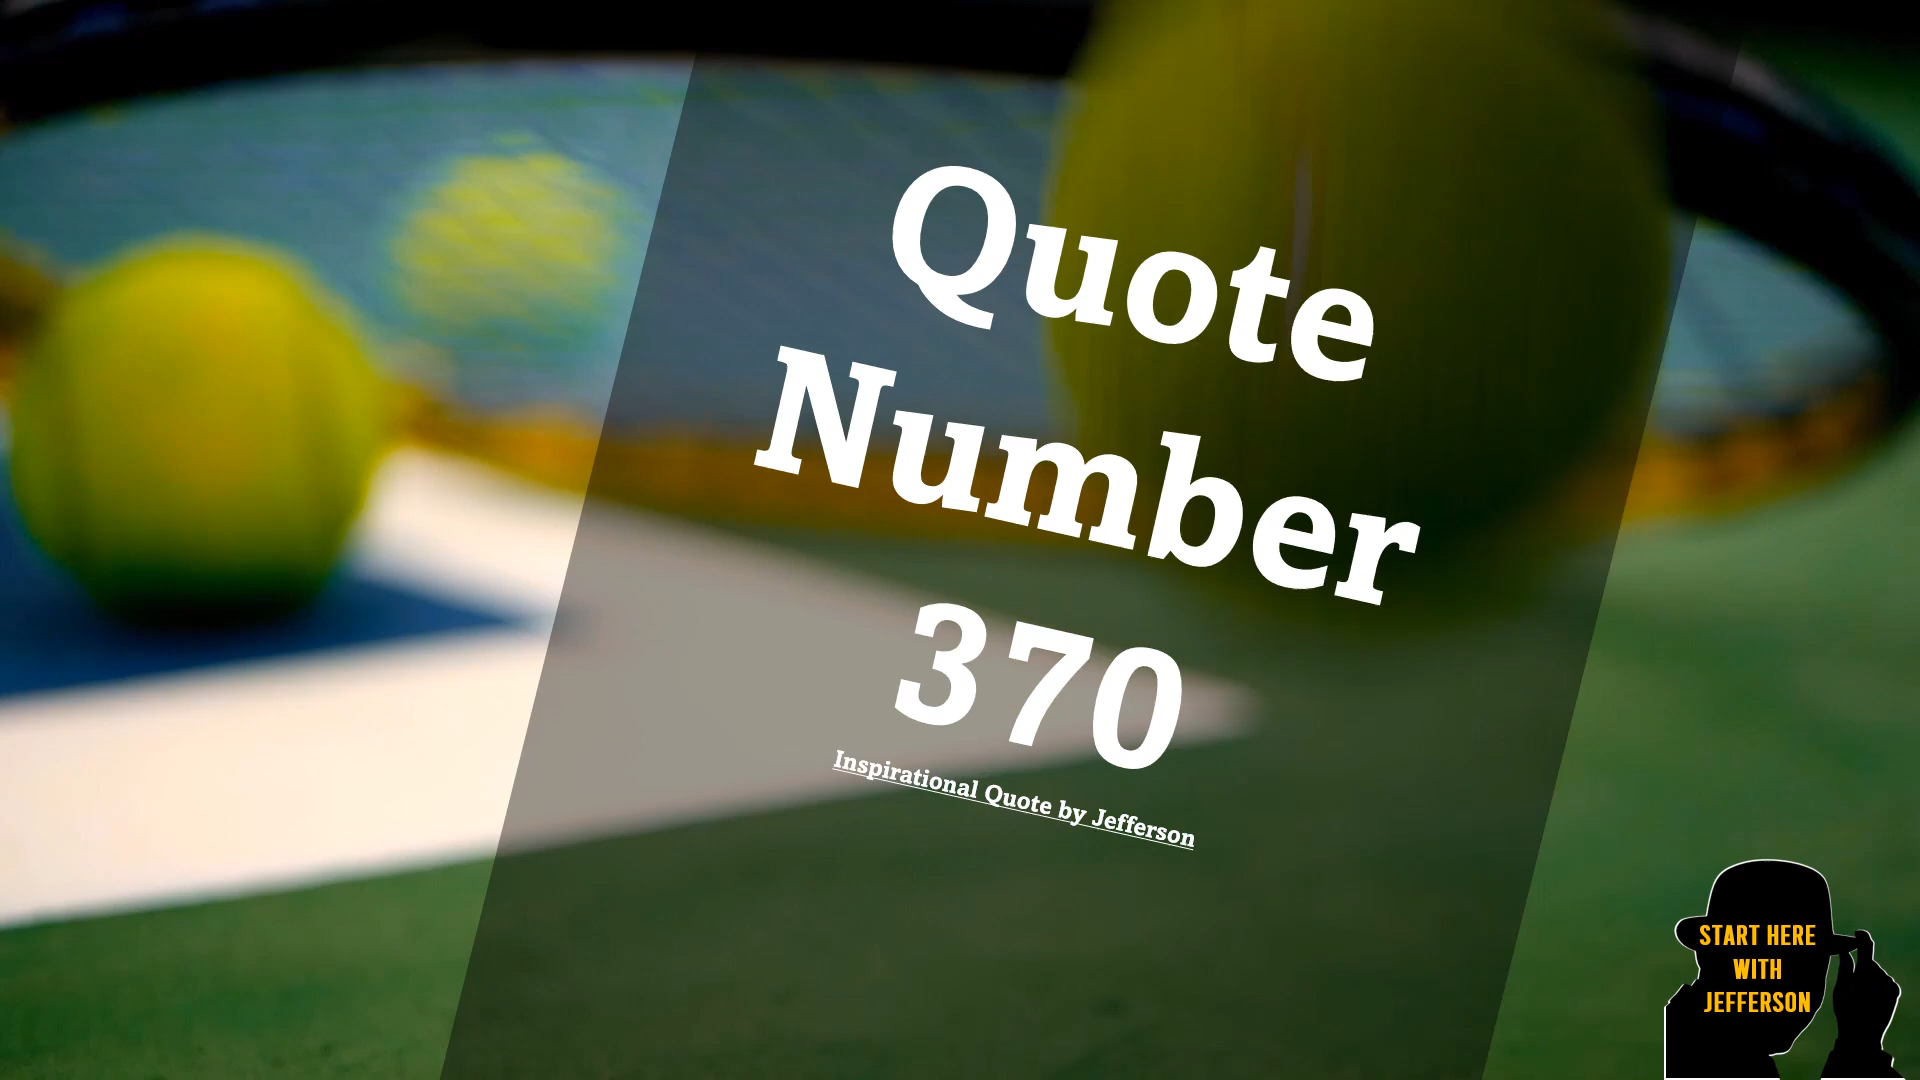 Quote
Number
370
Inspirational Quote by Jefferson
START HERE
WITH
JEFFERSON